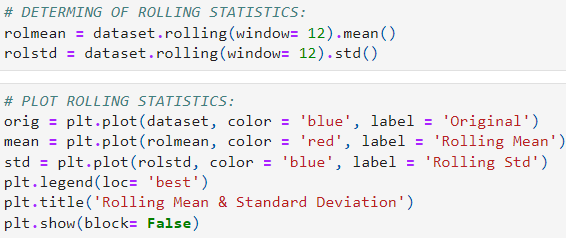 # DETERMING OF ROLLING STATISTICS:
rolmean = dataset.rolling(window= 12).mean()
rolstd = dataset.rolling(window= 12).std()
# PLOT ROLLING STATISTICS:
orig = plt.plot(dataset, color = 'blue', label = 'Original')
mean = plt.plot(rolmean, color = 'red', label = 'Rolling Mean')
std = plt.plot(rolstd, color = 'blue', label = 'Rolling Std')
plt.legend(loc= 'best')
plt.title('Rolling Mean & Standard Deviation')
plt.show(block= False)